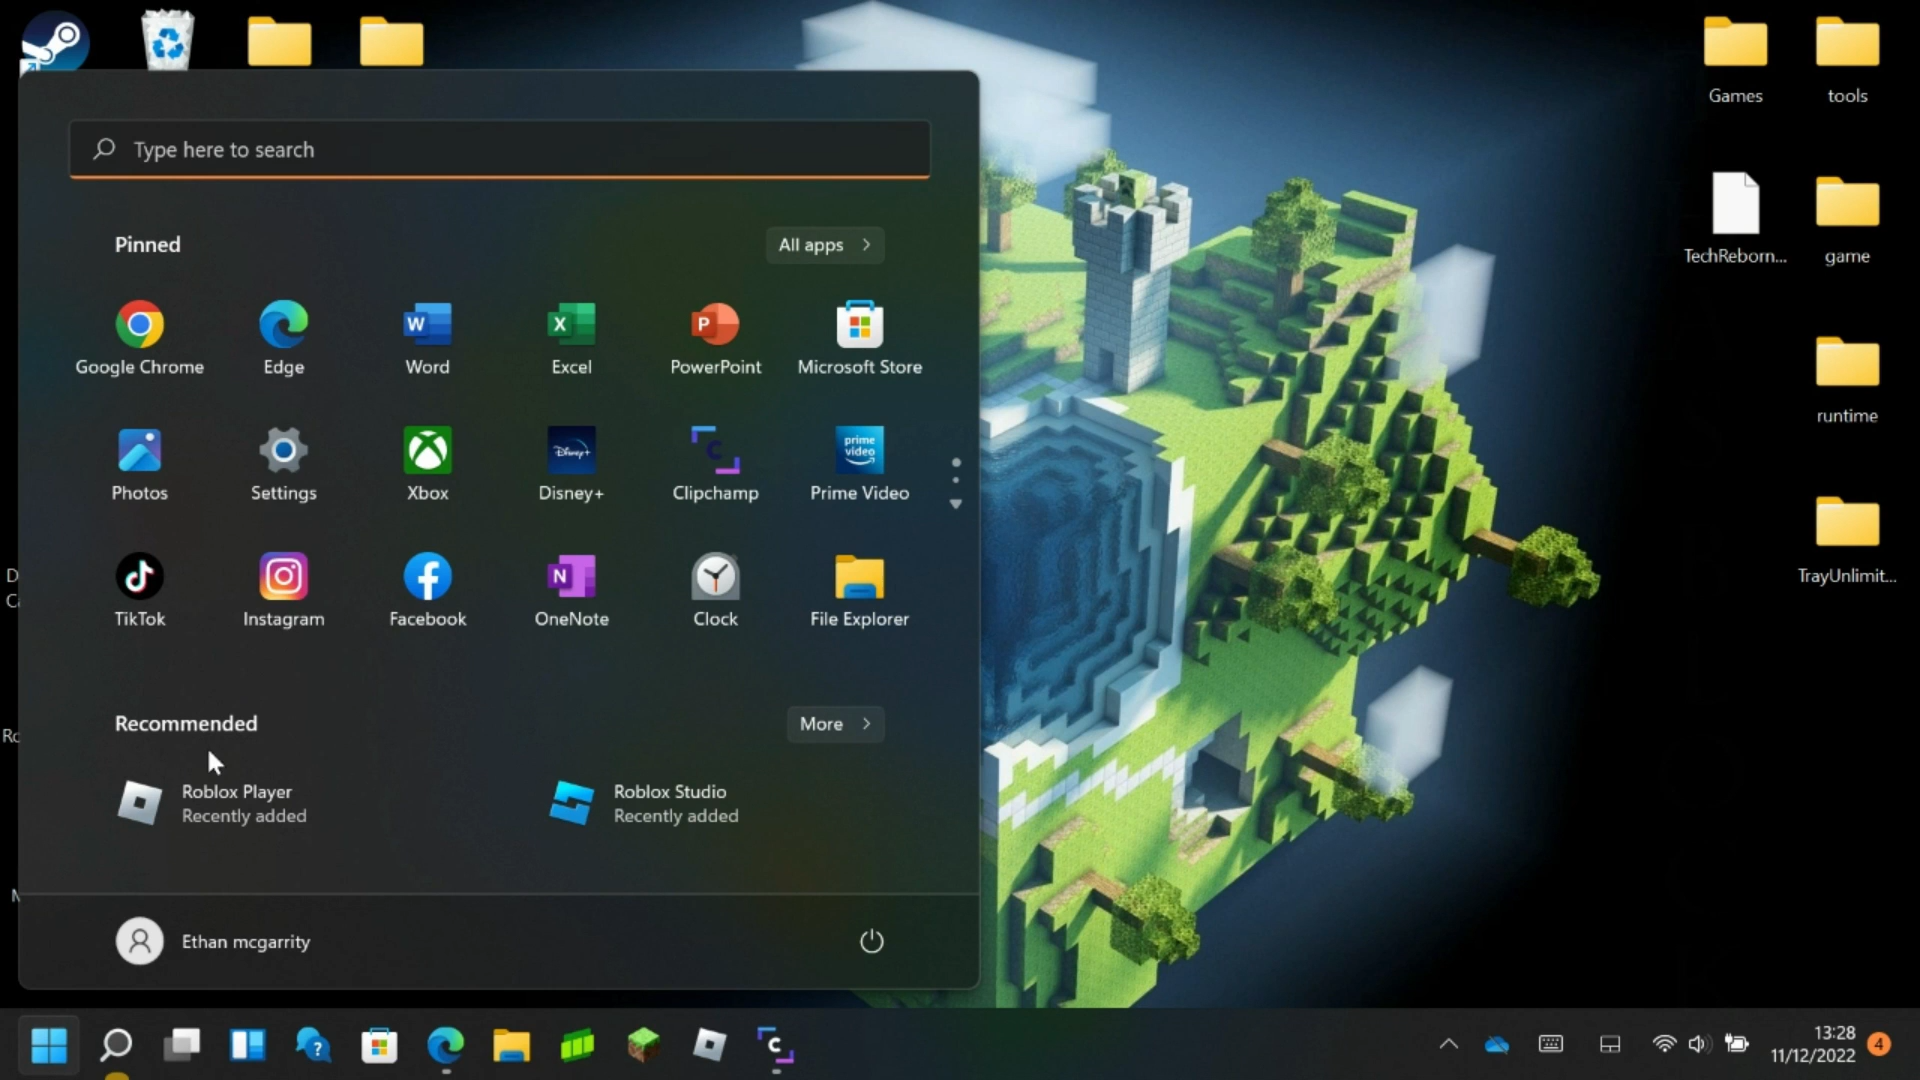 Games
tools
Type here to search
TechReborn...
game
Pinned
All apps
Google Chrome
Edge
Word
Excel
PowerPoint
Microsoft Store
runtime
Photos
Settings
Xbox
Disney+
Clipchamp
Prime Video
TikTok
Instagram
Facebook
OneNote
Clock
File Explorer
TrayUnlimit...
Recommended
More
Roblox Player
Recently added
Roblox Studio
Recently added
Ethan mcgarrity
13:28
11/12/2022
4